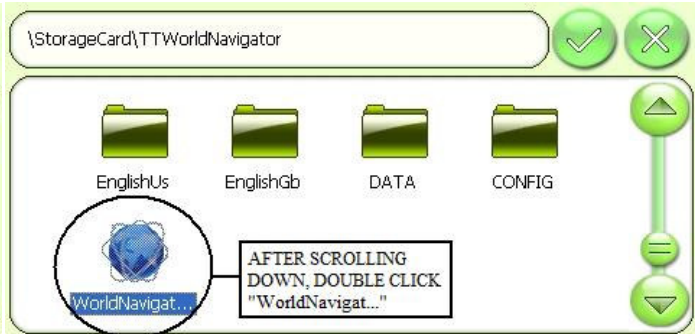 \StorageCard\TTWorldNavigator
EnglishUs
EnglishGb
DATA
CONFIG
WorldNavigat...
AFTER SCROLLING
DOWN, DOUBLE CLICK
"WorldNavigat..."